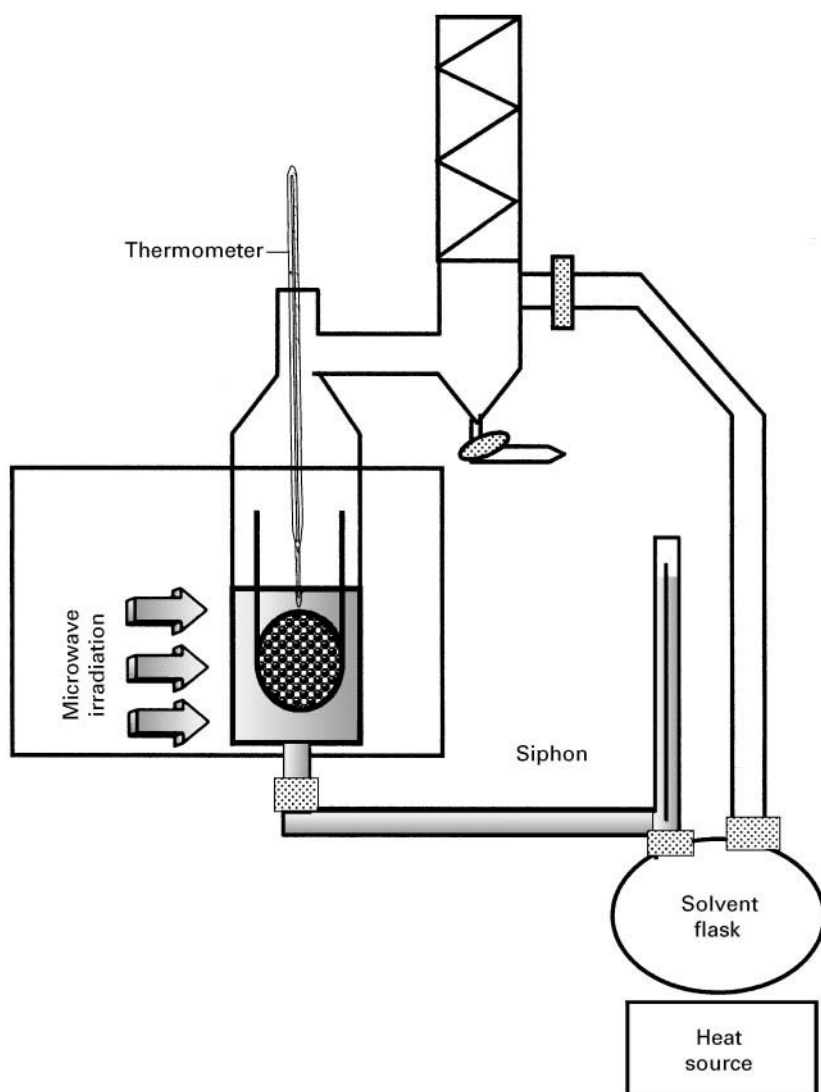 Thermometer
Microwave
irradiation
Siphon
Solvent
flask
Heat
source